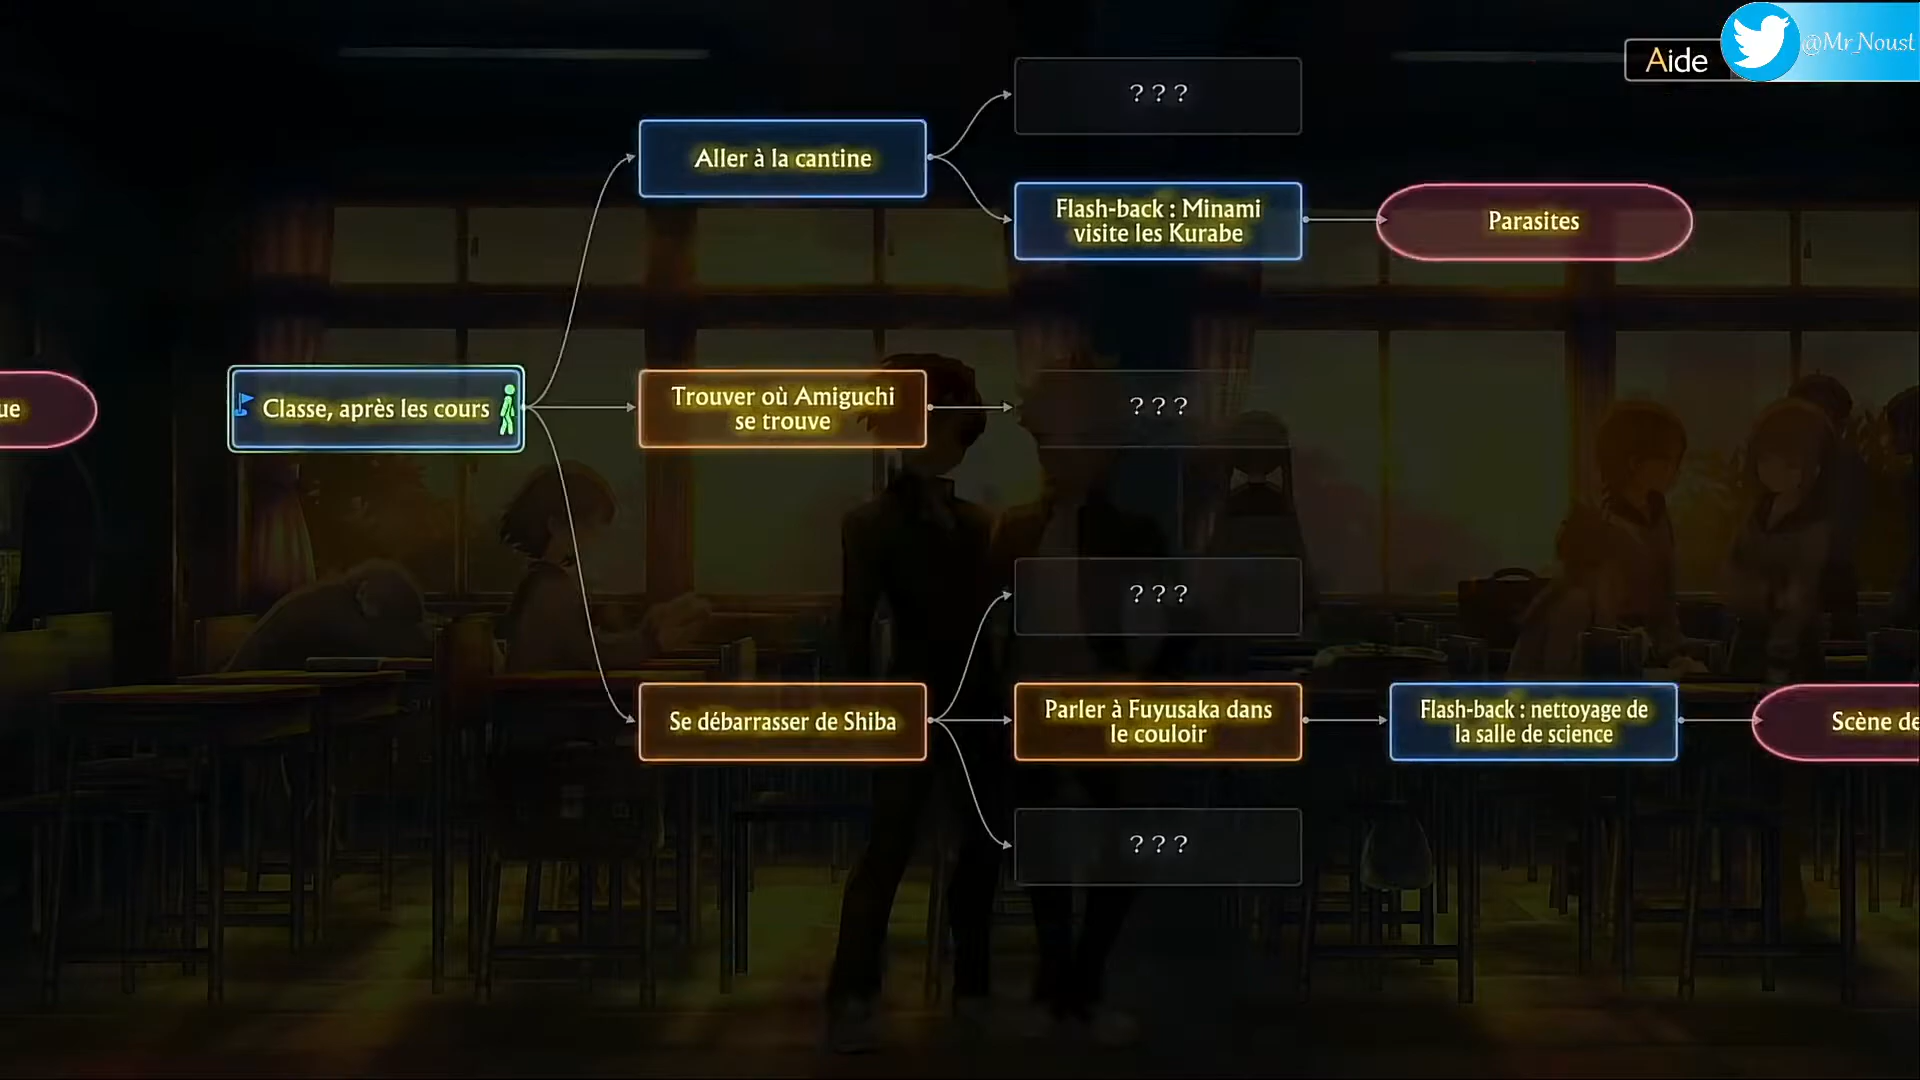 Aide
@Mr_Noust
? ? ?
Aller à la cantine
Flash-back : Minami
visite les Kurabe
Parasites
ue
Classe, après les cours
Trouver où Amiguchi
se trouve
? ? ?
? ? ?
Se débarrasser de Shiba
Parler à Fuyusaka dans
le couloir
Flash-back : nettoyage de
la salle de science
Scène de
? ? ?